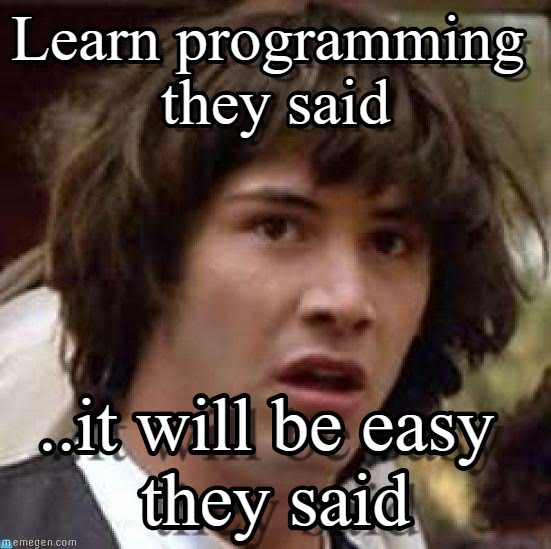 Learn programming
they said
..it will be easy
they said
memegen.com